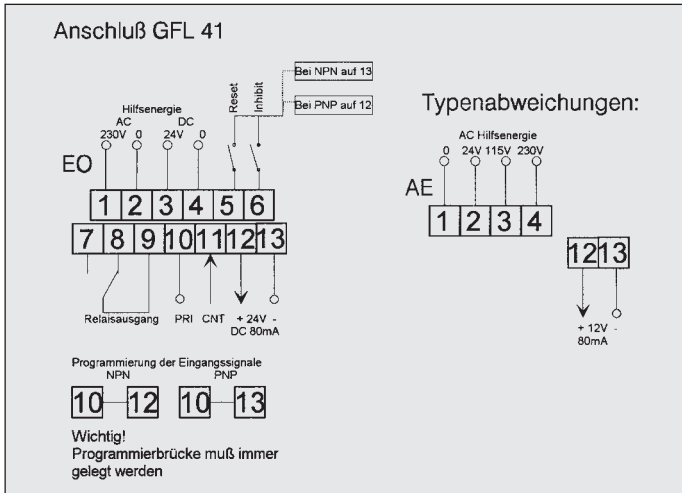 Anschluß GFL 41
Reset
Inhibit
Bei NPN auf 13
Bei PNP auf 12
Hilfsenergie
AC DC
230V 0 24V 0
EO
1 2 3 4 5 6
7 8 9 10 11 12 13
Relaisausgang PRI CNT + 24V -
DC 80mA
Programmierung der Eingangssignale
NPN PNP
10 12 10 13
Wichtig!
Programmierbrücke muß immer
gelegt werden
Typenabweichungen:
AC Hilfsenergie
0 24V 115V 230V
AE
1 2 3 4
12 13
+ 12V -
80mA